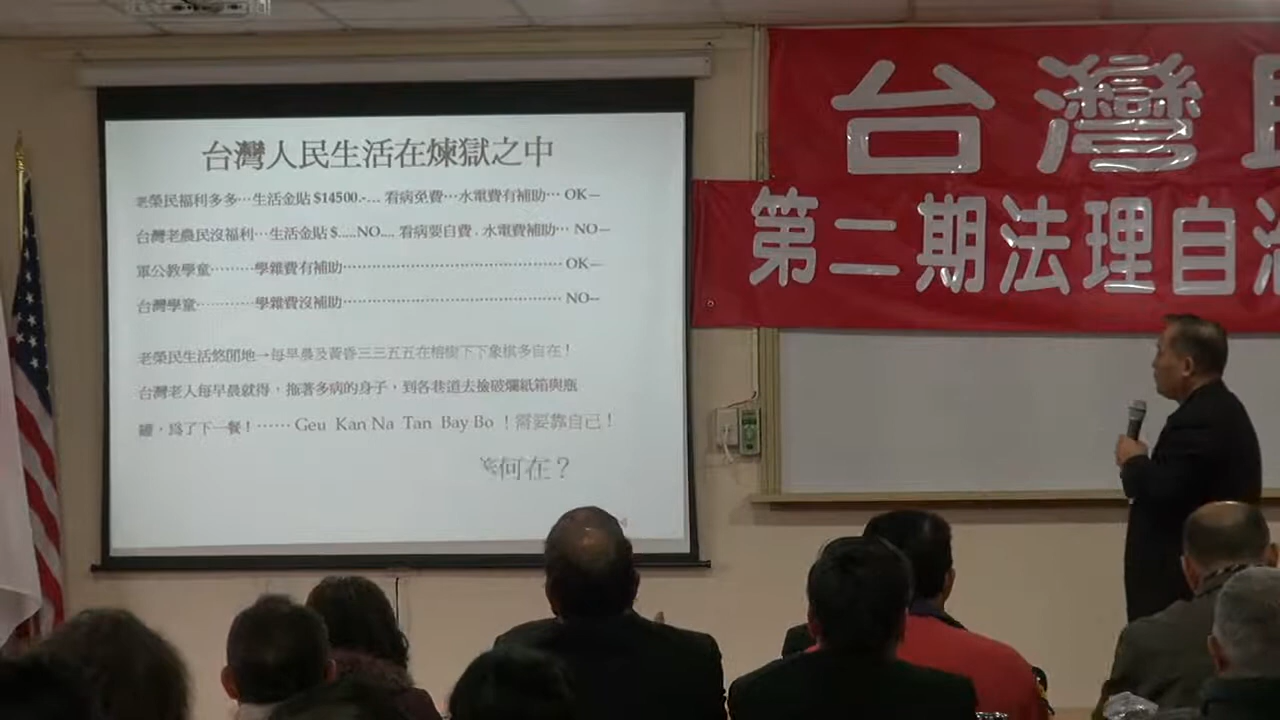 台灣人民生活在煉獄之中
老榮民福利多多…生活金貼 $14500.-… 看病免費…水電費有補助… OK—
台灣老農民沒福利…生活金貼 $.....NO.... 看病要自費 . 水電費補助… NO—
軍公教學童………學雜費有補助…………………………………… OK—
台灣學童…………學雜費沒補助…………………………………… NO--
老榮民生活悠閒地→每早晨及黃昏三三五五在榕樹下下象棋多自在！
台灣老人每早晨就得，拖著多病的身子，到各巷道去撿破爛紙箱與瓶
罐，為了下一餐！…… Geu Kan Na Tan Bay Bo ！需要靠自己！
何在？
台灣
第二期法理自治